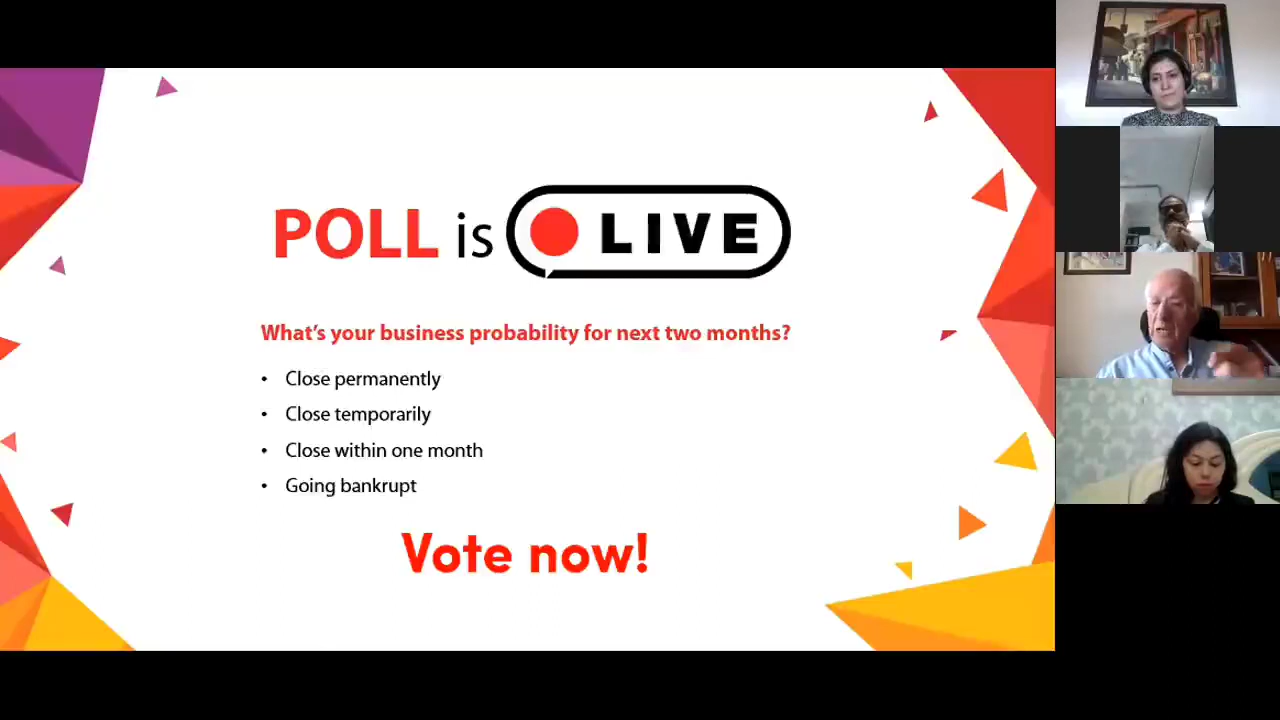 POLL is LIVE
What's your business probability for next two months?
• Close permanently
• Close temporarily
• Close within one month
• Going bankrupt
Vote now!